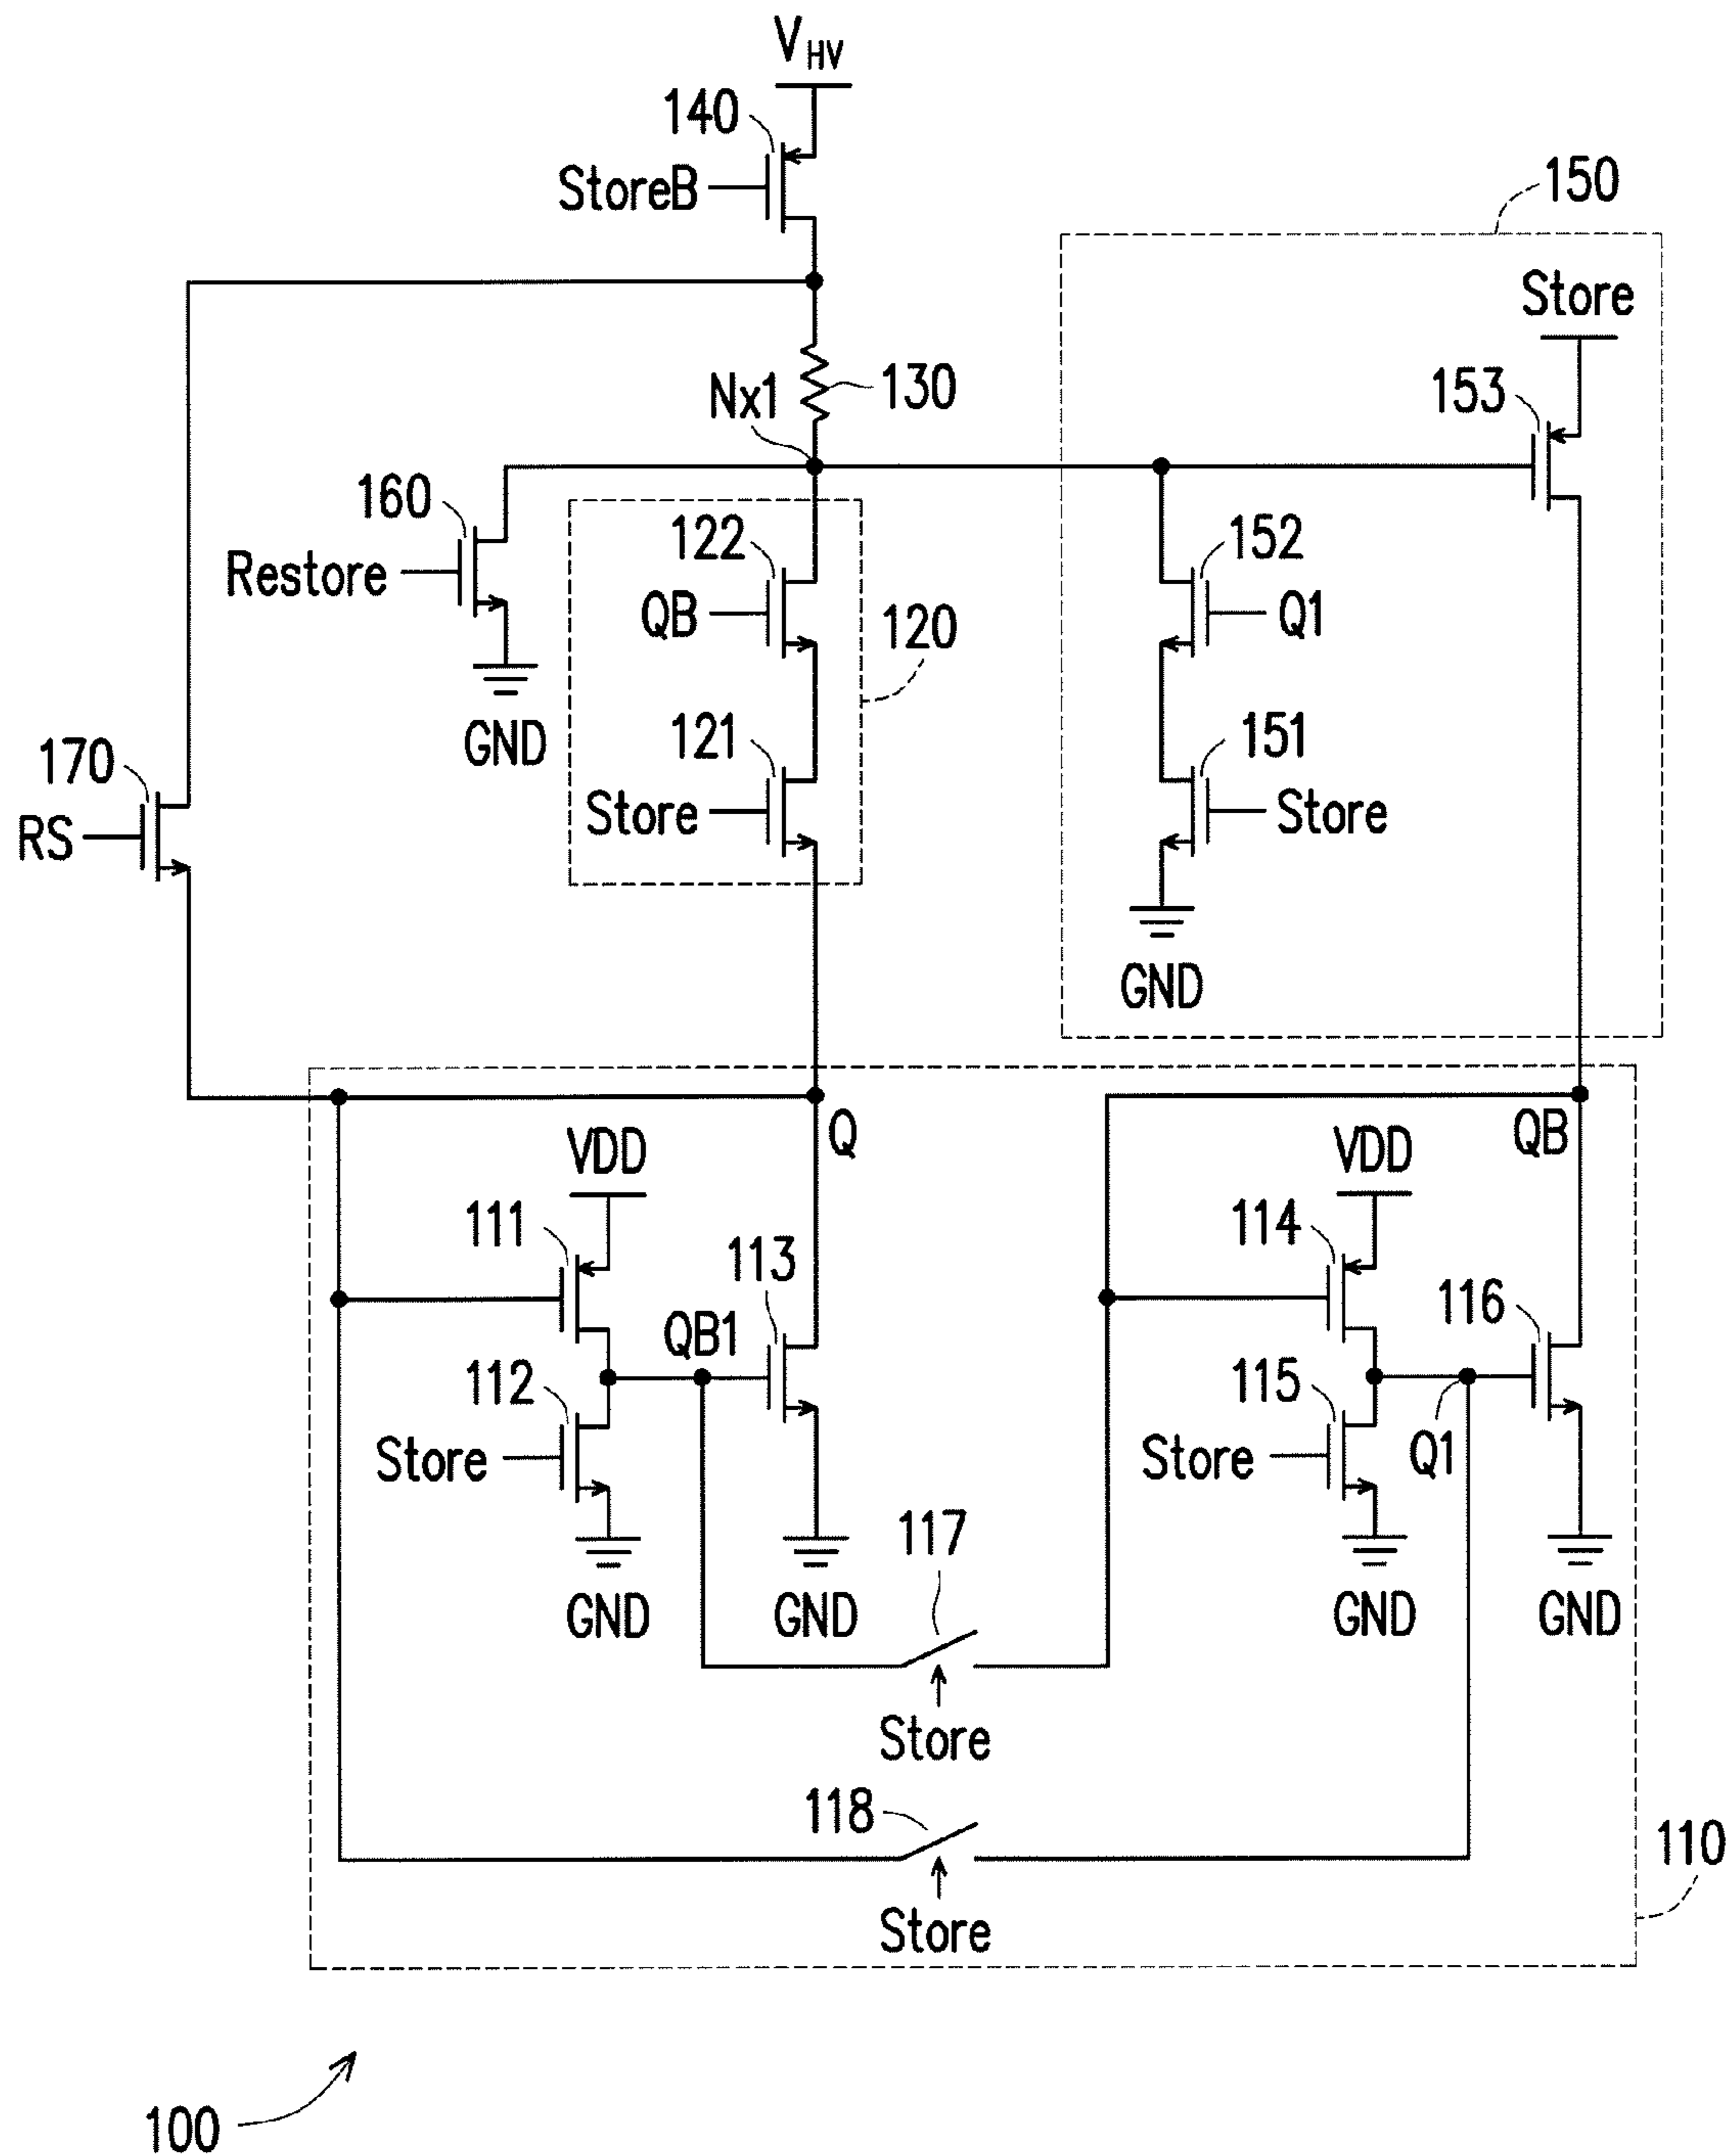 VHV
140
StoreB
150
Store
130
Nx1
153
160
Restore
122
QB
120
152
Q1
GND
121
Store
151
Store
170
RS
GND
Q
QB
VDD
VDD
111
113
QB1
114
116
112
Store
115
Store
Q1
GND
GND
117
GND
GND
Store
118
Store
110
100